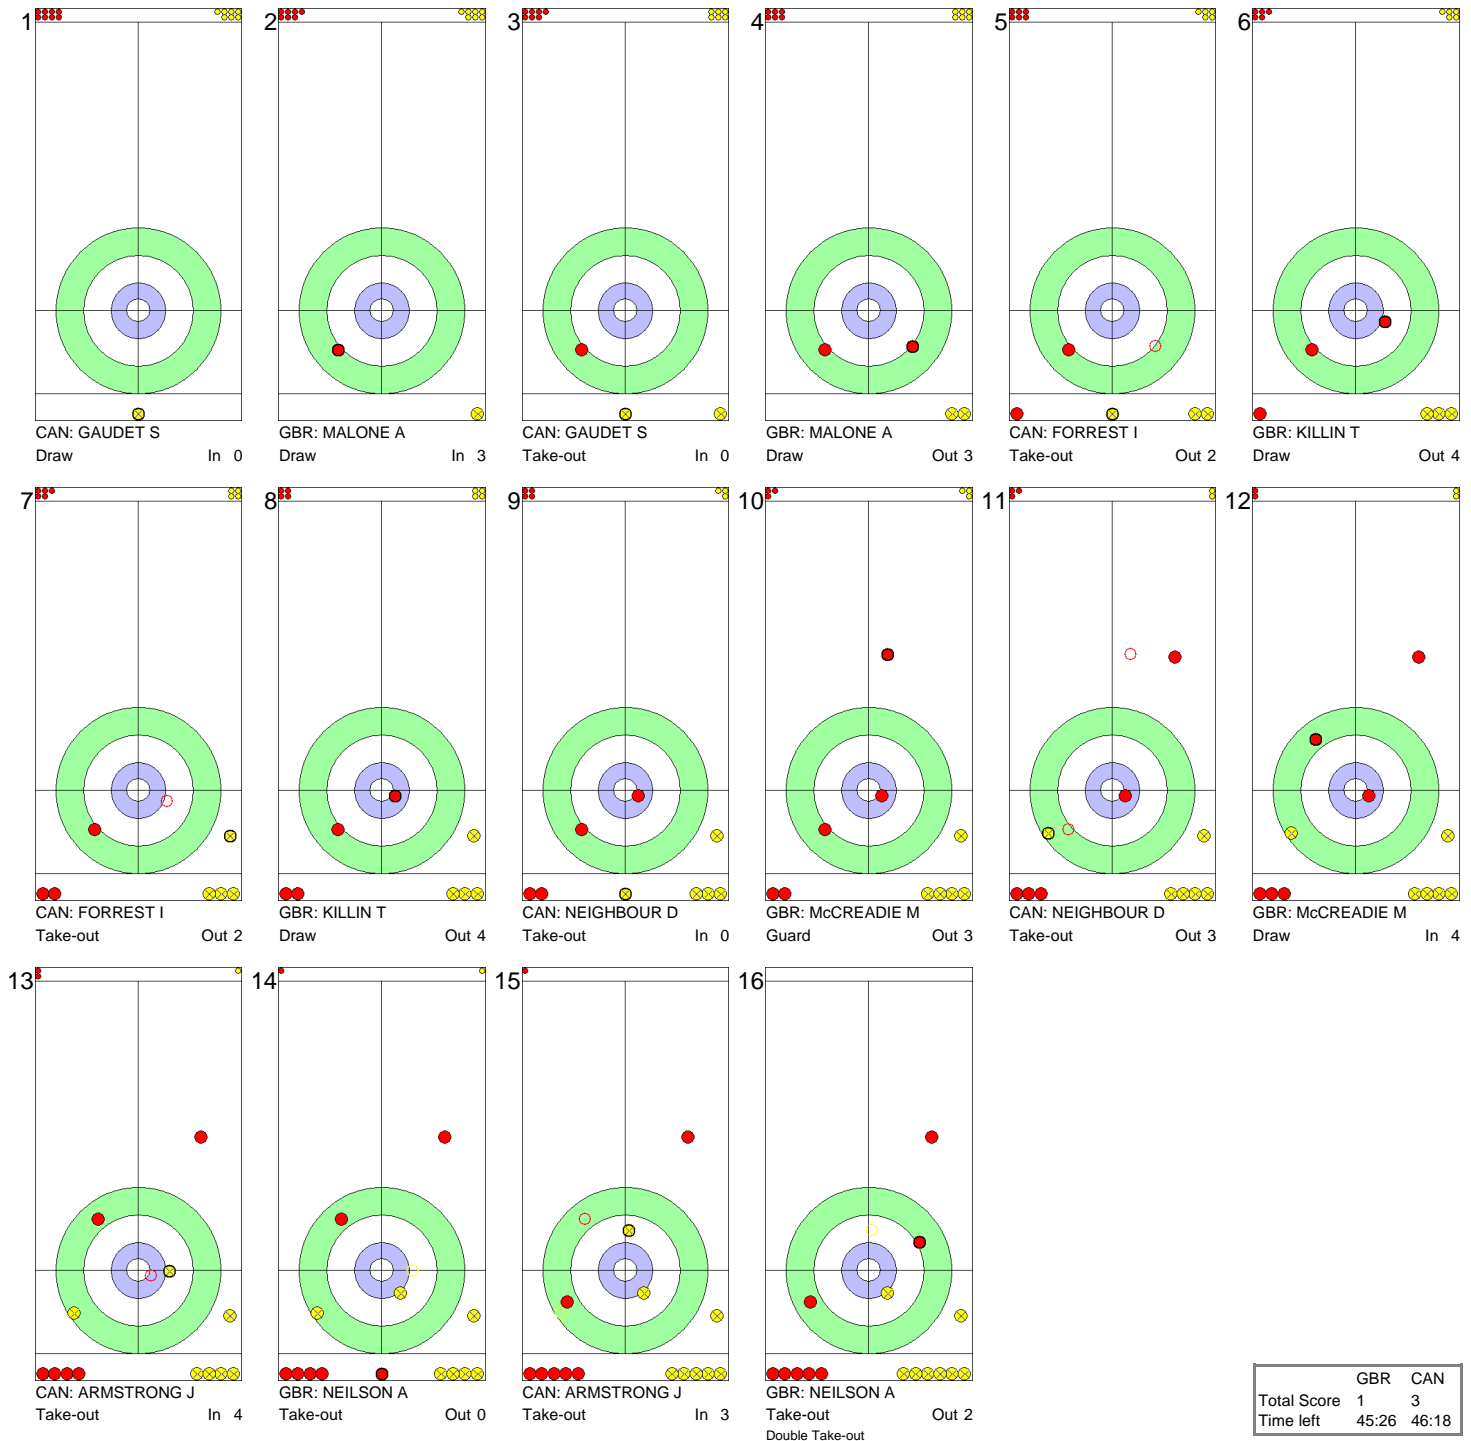 1 2 3 4 5 6
CAN: GAUDET S GBR: MALONE A CAN: GAUDET S GBR: MALONE A CAN: FORREST I GBR: KILLIN T
Draw In 0 Draw In 3 Take-out In 0 Draw Out 3 Take-out Out 2 Draw Out 4
7 8 9 10 11 12
CAN: FORREST I GBR: KILLIN T CAN: NEIGHBOUR D GBR: McCREADIE M CAN: NEIGHBOUR D GBR: McCREADIE M
Take-out Out 2 Draw Out 4 Take-out In 0 Guard Out 3 Take-out Out 3 Draw In 4
13 14 15 16
CAN: ARMSTRONG J GBR: NEILSON A CAN: ARMSTRONG J GBR: NEILSON A
Take-out In 4 Take-out Out 0 Take-out In 3 Take-out Out 2
Double Take-out
GBR CAN
Total Score 1 3
Time left 45:26 46:18